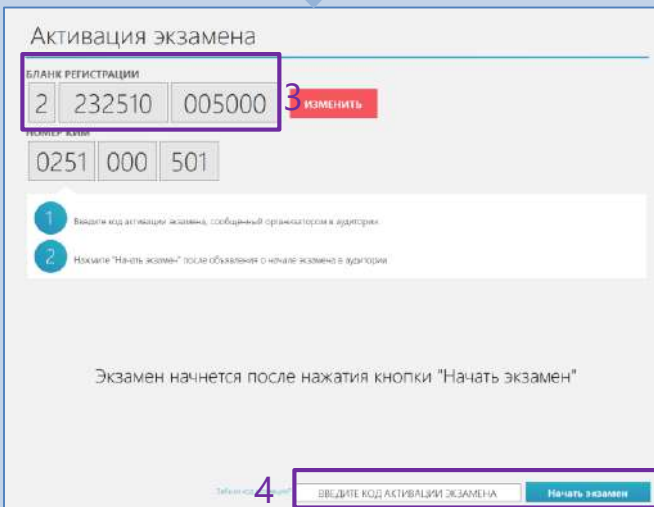 Активация экзамена
БЛАНК РЕГИСТРАЦИИ
2 232510 005000 3 ИЗМЕНИТЬ
НОМЕР КИМ
0251 000 501
1 Введите код активации экзамена, сообщенный организатором в аудитории.
2 Нажмите "Начать экзамен" после объявления о начале экзамена в аудитории
Экзамен начнется после нажатия кнопки "Начать экзамен"
4 ВВЕДИТЕ КОД АКТИВАЦИИ ЭКЗАМЕНА Начать экзамен